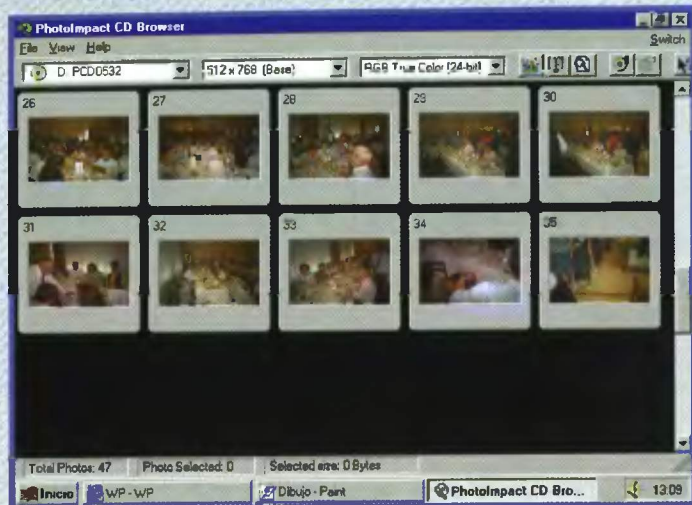 PhotoImpact CD Browser
File View Help Switch
D: PCD0532 512 x 768 (Base) RGB True Color (24-bit)
26 27 28 29 30
31 32 33 34 35
Total Photos: 47 Photo Selected: 0 Selected size: 0 Bytes
Inicio WP - WP Dibujo - Paint PhotoImpact CD Bro... 13:09